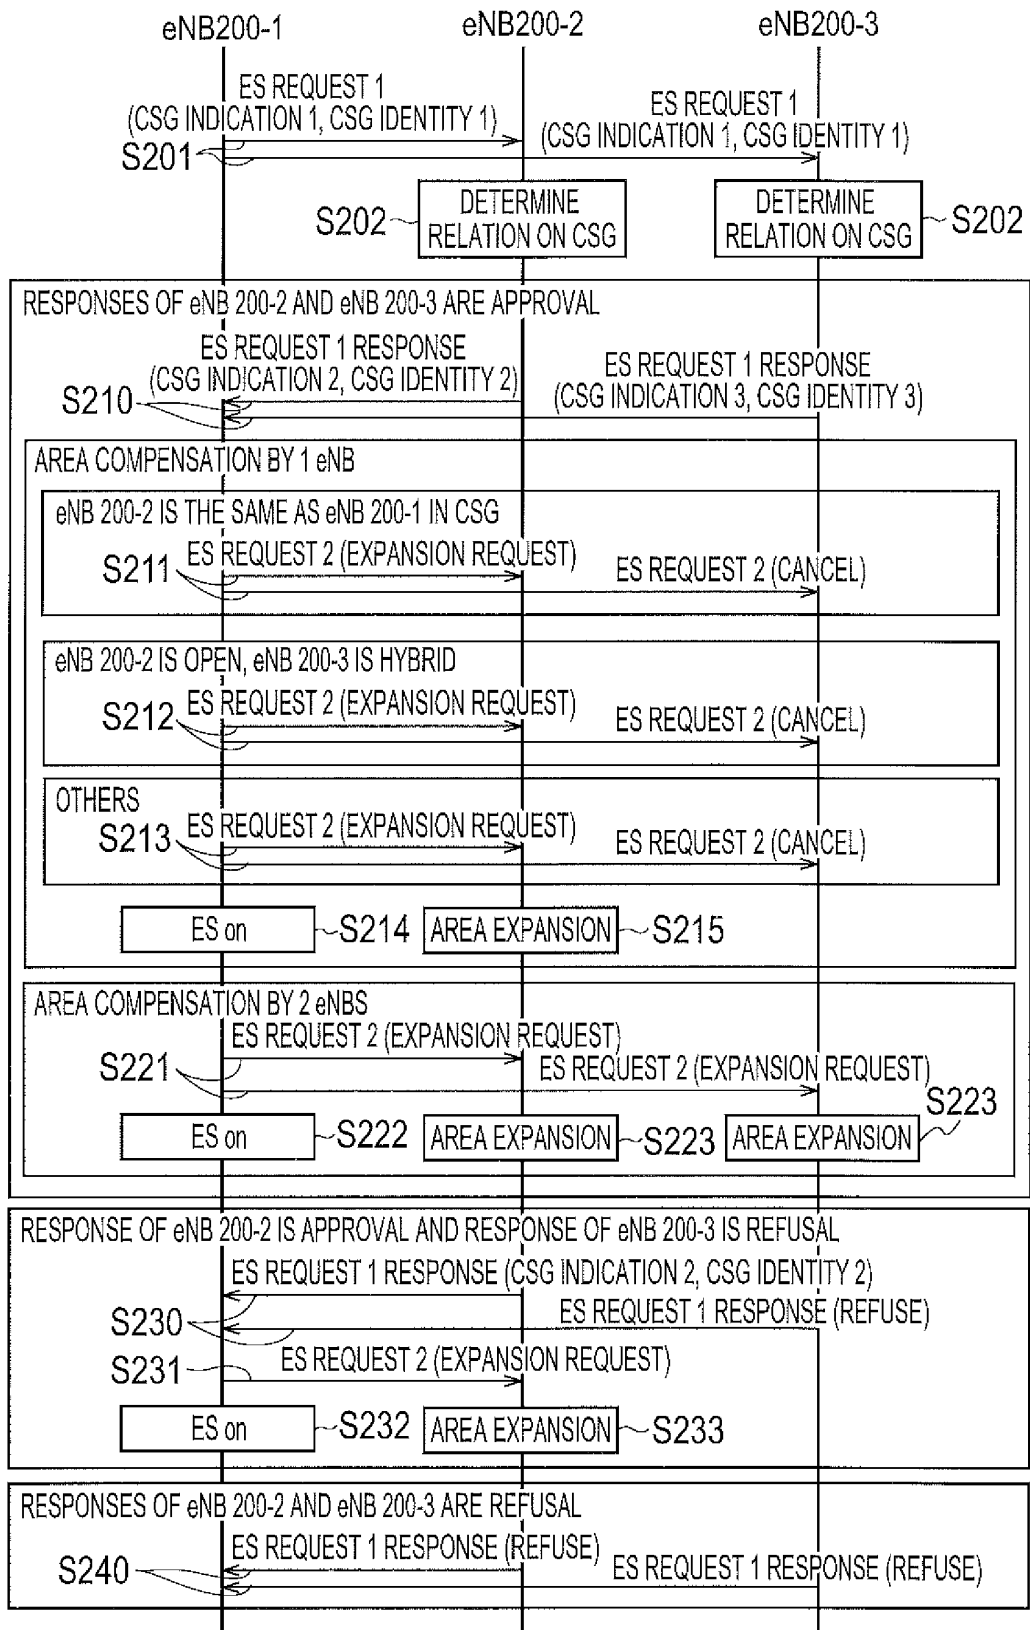 eNB200-1
eNB200-2
eNB200-3
ES REQUEST 1
(CSG INDICATION 1, CSG IDENTITY 1)
ES REQUEST 1
(CSG INDICATION 1, CSG IDENTITY 1)
S201
S202
DETERMINE
RELATION ON CSG
DETERMINE
RELATION ON CSG
S202
RESPONSES OF eNB 200-2 AND eNB 200-3 ARE APPROVAL
ES REQUEST 1 RESPONSE
(CSG INDICATION 2, CSG IDENTITY 2)
ES REQUEST 1 RESPONSE
(CSG INDICATION 3, CSG IDENTITY 3)
S210
AREA COMPENSATION BY 1 eNB
eNB 200-2 IS THE SAME AS eNB 200-1 IN CSG
ES REQUEST 2 (EXPANSION REQUEST)
S211
ES REQUEST 2 (CANCEL)
eNB 200-2 IS OPEN, eNB 200-3 IS HYBRID
ES REQUEST 2 (EXPANSION REQUEST)
S212
ES REQUEST 2 (CANCEL)
OTHERS
ES REQUEST 2 (EXPANSION REQUEST)
S213
ES REQUEST 2 (CANCEL)
ES on
S214
AREA EXPANSION
S215
AREA COMPENSATION BY 2 eNBS
ES REQUEST 2 (EXPANSION REQUEST)
S221
ES REQUEST 2 (EXPANSION REQUEST)
S223
ES on
S222
AREA EXPANSION
S223
AREA EXPANSION
RESPONSE OF eNB 200-2 IS APPROVAL AND RESPONSE OF eNB 200-3 IS REFUSAL
ES REQUEST 1 RESPONSE (CSG INDICATION 2, CSG IDENTITY 2)
S230
ES REQUEST 1 RESPONSE (REFUSE)
S231
ES REQUEST 2 (EXPANSION REQUEST)
ES on
S232
AREA EXPANSION
S233
RESPONSES OF eNB 200-2 AND eNB 200-3 ARE REFUSAL
ES REQUEST 1 RESPONSE (REFUSE)
S240
ES REQUEST 1 RESPONSE (REFUSE)